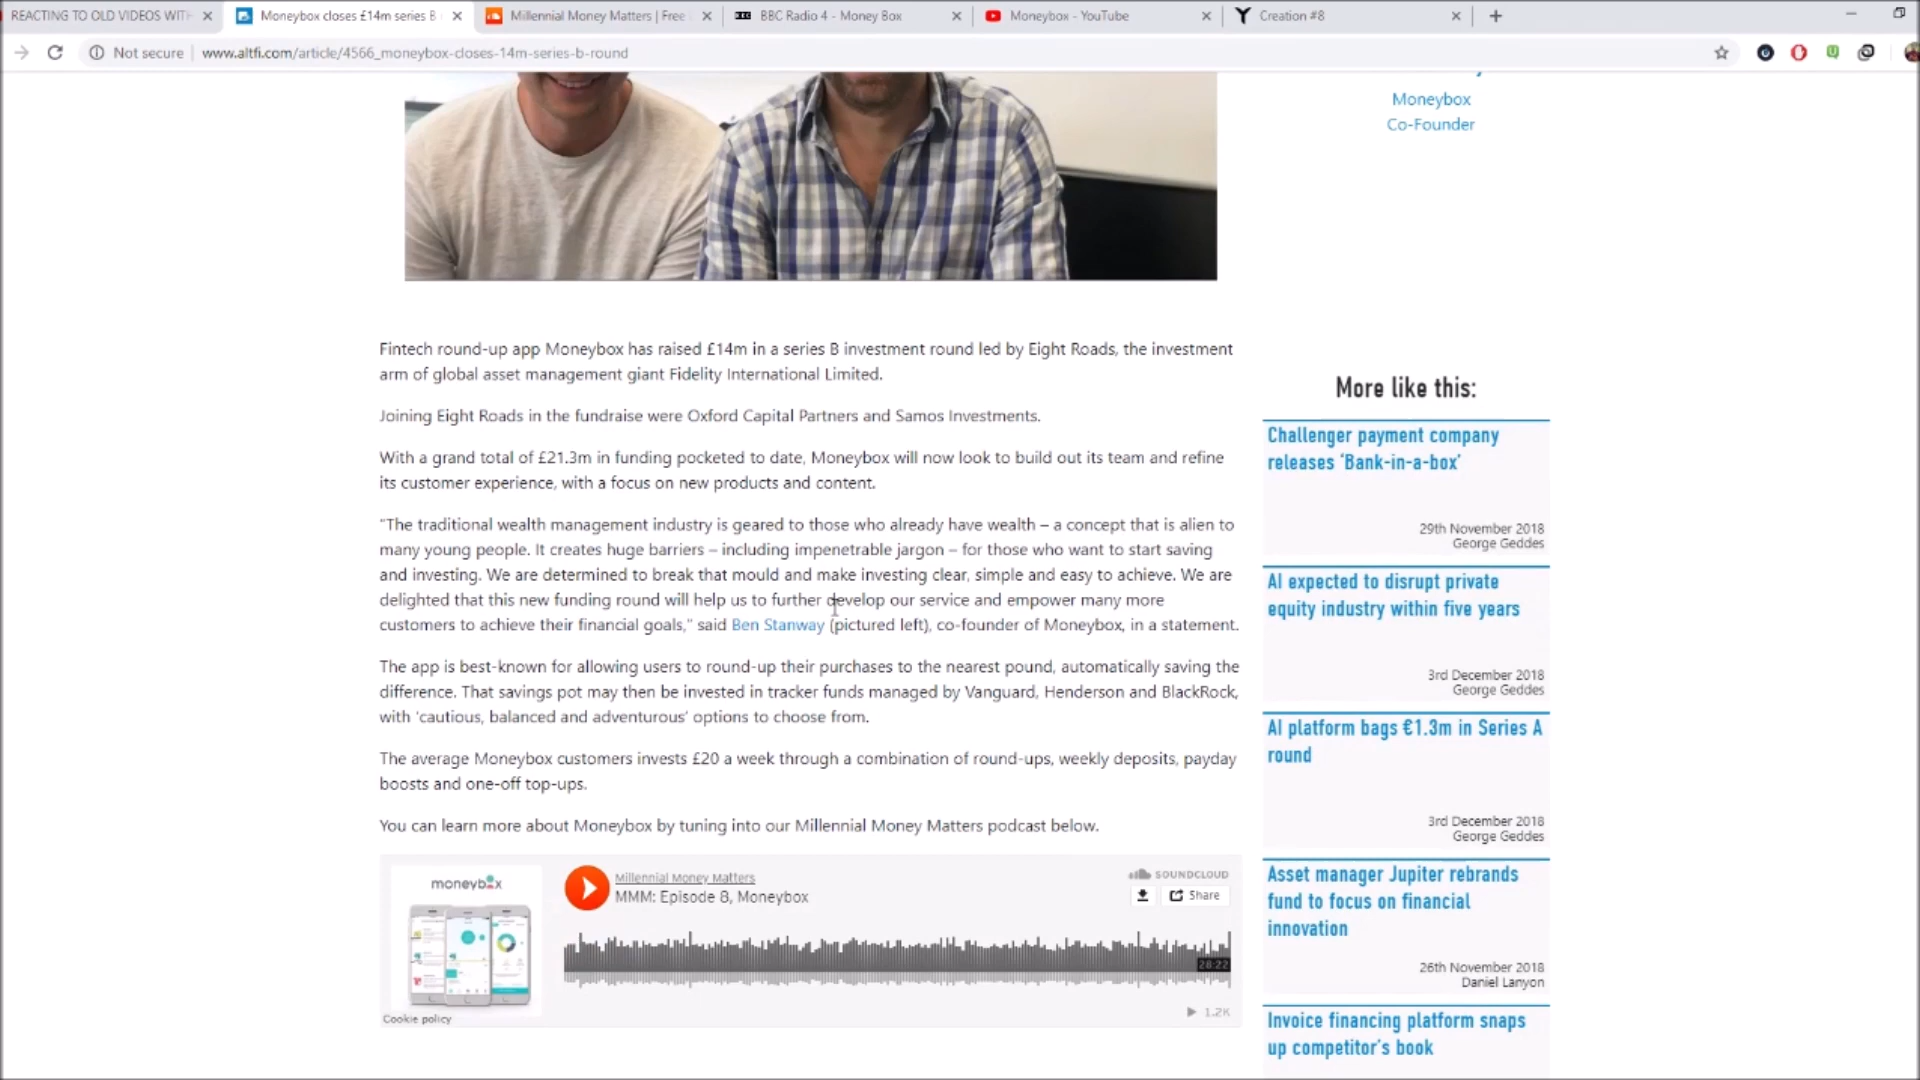 REACTING TO OLD VIDEOS WITH
Moneybox closes £14m series B
Millennial Money Matters | Free
BBC Radio 4 - Money Box
Moneybox - YouTube
Creation #8
Not secure
www.altfi.com/article/4566_moneybox-closes-14m-series-b-round
Moneybox
Co-Founder
Fintech round-up app Moneybox has raised £14m in a series B investment round led by Eight Roads, the investment
arm of global asset management giant Fidelity International Limited.
Joining Eight Roads in the fundraise were Oxford Capital Partners and Samos Investments.
With a grand total of £21.3m in funding pocketed to date, Moneybox will now look to build out its team and refine
its customer experience, with a focus on new products and content.
“The traditional wealth management industry is geared to those who already have wealth – a concept that is alien to
many young people. It creates huge barriers – including impenetrable jargon – for those who want to start saving
and investing. We are determined to break that mould and make investing clear, simple and easy to achieve. We are
delighted that this new funding round will help us to further develop our service and empower many more
customers to achieve their financial goals,” said Ben Stanway (pictured left), co-founder of Moneybox, in a statement.
The app is best-known for allowing users to round-up their purchases to the nearest pound, automatically saving the
difference. That savings pot may then be invested in tracker funds managed by Vanguard, Henderson and BlackRock,
with ‘cautious, balanced and adventurous’ options to choose from.
The average Moneybox customers invests £20 a week through a combination of round-ups, weekly deposits, payday
boosts and one-off top-ups.
You can learn more about Moneybox by tuning into our Millennial Money Matters podcast below.
moneybox
Millennial Money Matters
MMM: Episode 8, Moneybox
SOUNDCLOUD
Share
28:22
1.2K
Cookie policy
More like this:
Challenger payment company
releases ‘Bank-in-a-box’
29th November 2018
George Geddes
AI expected to disrupt private
equity industry within five years
3rd December 2018
George Geddes
AI platform bags €1.3m in Series A
round
3rd December 2018
George Geddes
Asset manager Jupiter rebrands
fund to focus on financial
innovation
26th November 2018
Daniel Lanyon
Invoice financing platform snaps
up competitor’s book